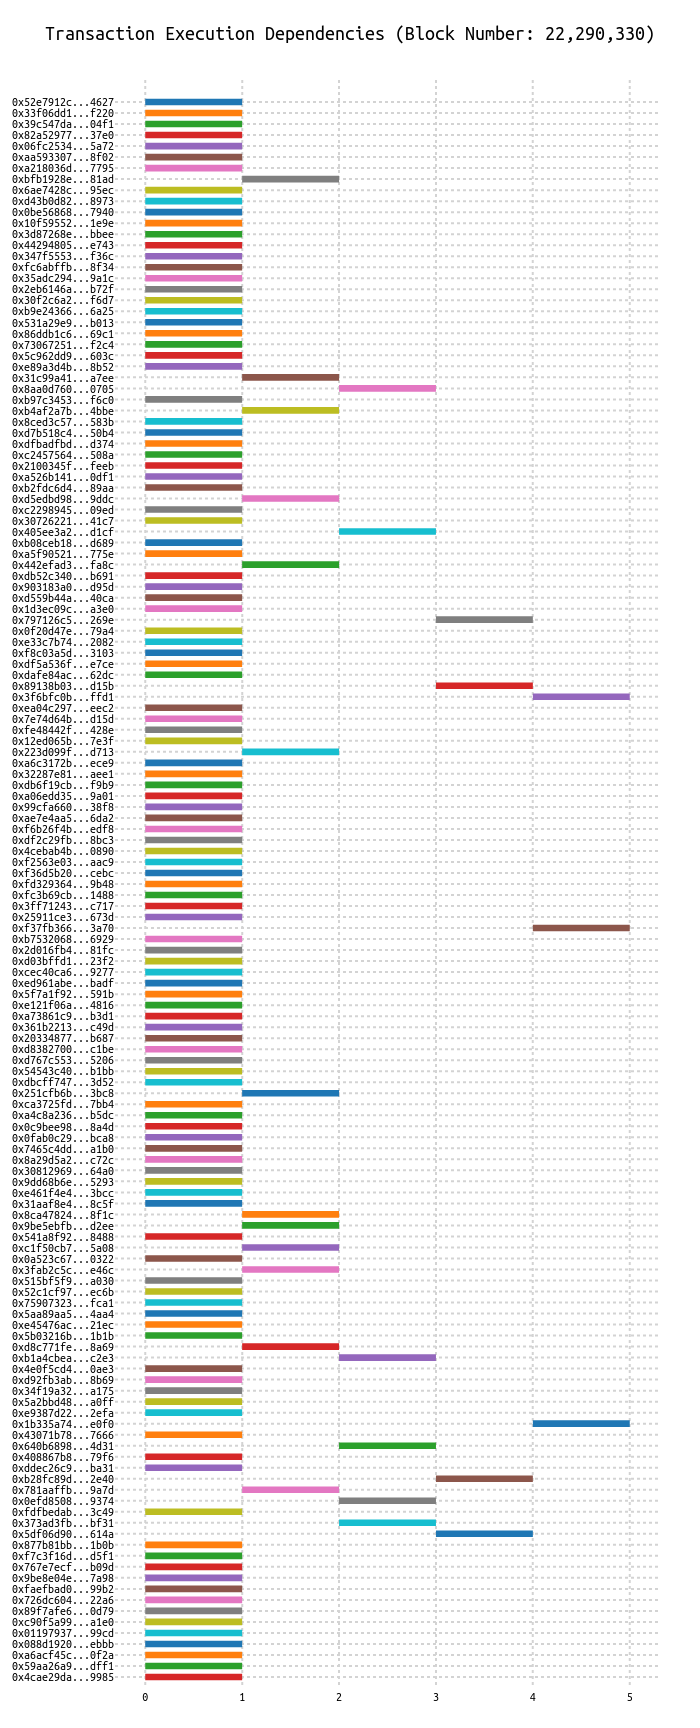 Transaction Execution Dependencies (Block Number: 22,290,330)
0x52e7912c...4627
0x33f06dd1...f220
0x39c547da...04f1
0x82a52977...37e0
0x06fc2534...5a72
0xaa593307...8f02
0xa218036d...7795
0xbfb1928e...81ad
0x6ae7428c...95ec
0xd43b0d82...8973
0x0be56868...7940
0x10f59552...1e9e
0x3d87268e...bbee
0x44294805...e743
0x347f5553...f36c
0xfc6abffb...8f34
0x35adc294...9a1c
0x2eb6146a...b72f
0x30f2c6a2...f6d7
0xb9e24366...6a25
0x531a29e9...b013
0x86ddb1c6...69c1
0x73067251...f2c4
0x5c962dd9...603c
0xe89a3d4b...8b52
0x31c99a41...a7ee
0x8aa0d760...0705
0xb97c3453...f6c0
0xb4af2a7b...4bbe
0x8ced3c57...583b
0xd7b518c4...50b4
0xdfbadfbd...d374
0xc2457564...508a
0x2100345f...feeb
0xa526b141...0df1
0xb2fdc6d4...89aa
0xd5edbd98...9ddc
0xc2298945...09ed
0x30726221...41c7
0x405ee3a2...d1cf
0xb08ceb18...d689
0xa5f90521...775e
0x442efad3...fa8c
0xdb52c340...b691
0x903183a0...d95d
0xd559b44a...40ca
0x1d3ec09c...a3e0
0x797126c5...269e
0x0f20d47e...79a4
0xe33c7b74...2082
0xf8c03a5d...3103
0xdf5a536f...e7ce
0xdafe84ac...62dc
0x89138b03...d15b
0x3f6bfc0b...ffd1
0xea04c297...eec2
0x7e74d64b...d15d
0xfe48442f...428e
0x12ed065b...7e3f
0x223d099f...d713
0xa6c3172b...ece9
0x32287e81...aee1
0xdb6f19cb...f9b9
0xa06edd35...9a01
0x99cfa660...38f8
0xae7e4aa5...6da2
0xf6b26f4b...edf8
0xdf2c29fb...8bc3
0x4cebab4b...0890
0xf2563e03...aac9
0xf36d5b20...cebc
0xfd329364...9b48
0xfc3b69cb...1488
0x3ff71243...c717
0x25911ce3...673d
0xf37fb366...3a70
0xb7532068...6929
0x2d016fb4...81fc
0xd03bffd1...23f2
0xcec40ca6...9277
0xed961abe...badf
0x5f7a1f92...591b
0xe121f06a...4816
0xa73861c9...b3d1
0x361b2213...c49d
0x20334877...b687
0xd8382700...c1be
0xd767c553...5206
0x54543c40...b1bb
0xdbcff747...3d52
0x251cfb6b...3bc8
0xca3725fd...7bb4
0xa4c8a236...b5dc
0x0c9bee98...8a4d
0x0fab0c29...bca8
0x7465c4dd...a1b0
0x8a29d5a2...c72c
0x30812969...64a0
0x9dd68b6e...5293
0xe461f4e4...3bcc
0x31aaf8e4...8c5f
0x8ca47824...8f1c
0x9be5ebfb...d2ee
0x541a8f92...8488
0xc1f50cb7...5a08
0x0a523c67...0322
0x3fab2c5c...e46c
0x515bf5f9...a030
0x52c1cf97...ec6b
0x75907323...fca1
0x5aa89aa5...4aa4
0xe45476ac...21ec
0x5b03216b...1b1b
0xd8c771fe...8a69
0xb1a4cbea...c2e3
0x4e0f5cd4...0ae3
0xd92fb3ab...8b69
0x34f19a32...a175
0x5a2bbd48...a0ff
0xe9387d22...2efa
0x1b335a74...e0f0
0x43071b78...7666
0x640b6898...4d31
0x408867b8...79f6
0xddec26c9...ba31
0xb28fc89d...2e40
0x781aaffb...9a7d
0x0efd8508...9374
0xfdfbedab...3c49
0x373ad3fb...bf31
0x5df06d90...614a
0x877b81bb...1b0b
0xf7c3f16d...d5f1
0x767e7ecf...b09d
0x9be8e04e...7a98
0xfaefbad0...99b2
0x726dc604...22a6
0x89f7afe6...0d79
0xc90f5a99...a1e0
0x01197937...99cd
0x088d1920...ebbb
0xa6acf45c...0f2a
0x59aa26a9...dff1
0x4cae29da...9985
0 1 2 3 4 5